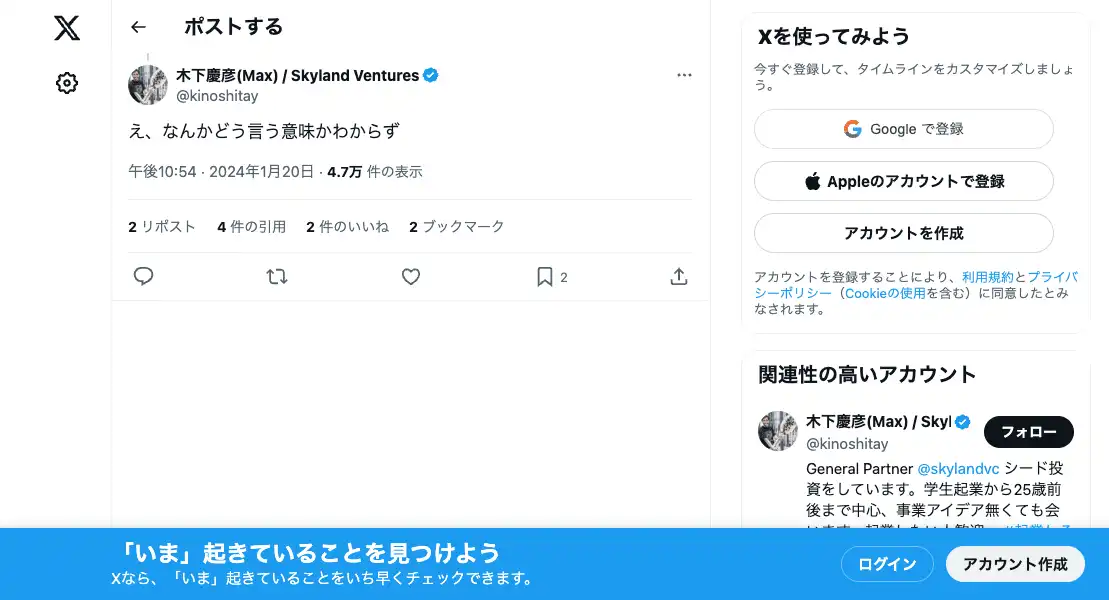 ポストする
木下慶彦(Max) / Skyland Ventures
@kinoshitay
え、なんかどう言う意味かわからず
午後10:54 · 2024年1月20日 · 4.7万 件の表示
2 リポスト 4 件の引用 2 件のいいね 2 ブックマーク
2
Xを使ってみよう
今すぐ登録して、タイムラインをカスタマイズしましょ
う。
Google で登録
Appleのアカウントで登録
アカウントを作成
アカウントを登録することにより、利用規約とプライバ
シーポリシー（Cookieの使用を含む）に同意したとみ
なされます。
関連性の高いアカウント
木下慶彦(Max) / Skyl
@kinoshitay
フォロー
General Partner @skylandvc シード投
資をしています。学生起業から25歳前
後まで中心、事業アイデア無くても会
「いま」起きていることを見つけよう
Xなら、「いま」起きていることをいち早くチェックできます。
ログイン
アカウント作成